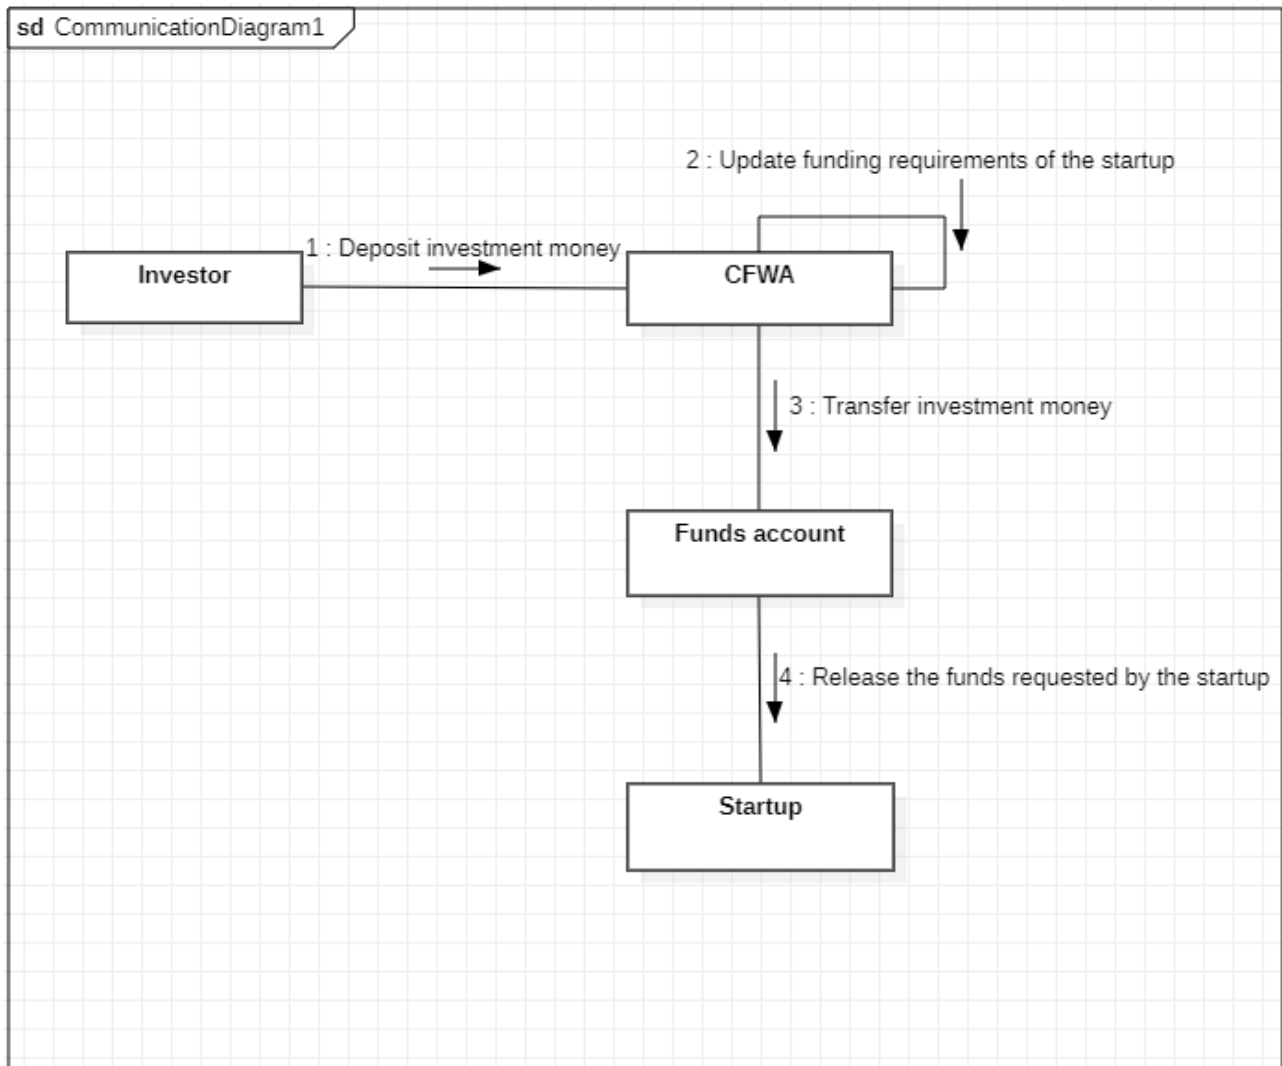 sd CommunicationDiagram1
2 : Update funding requirements of the startup
1 : Deposit investment money
Investor
CFWA
3 : Transfer investment money
Funds account
4 : Release the funds requested by the startup
Startup